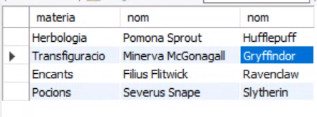 materia nom nom
Herbologia Pomona Sprout Hufflepuff
Transfiguracio Minerva McGonagall Gryffindor
Encants Filius Flitwick Ravenclaw
Pocions Severus Snape Slytherin